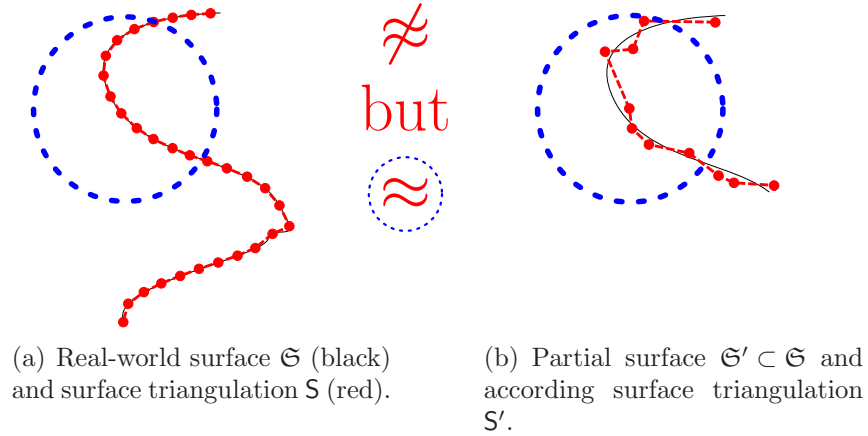 ≉
but
≈
(a) Real-world surface 𝔖 (black)
and surface triangulation S (red).
(b) Partial surface 𝔖′ ⊂ 𝔖 and
according surface triangulation
S′.